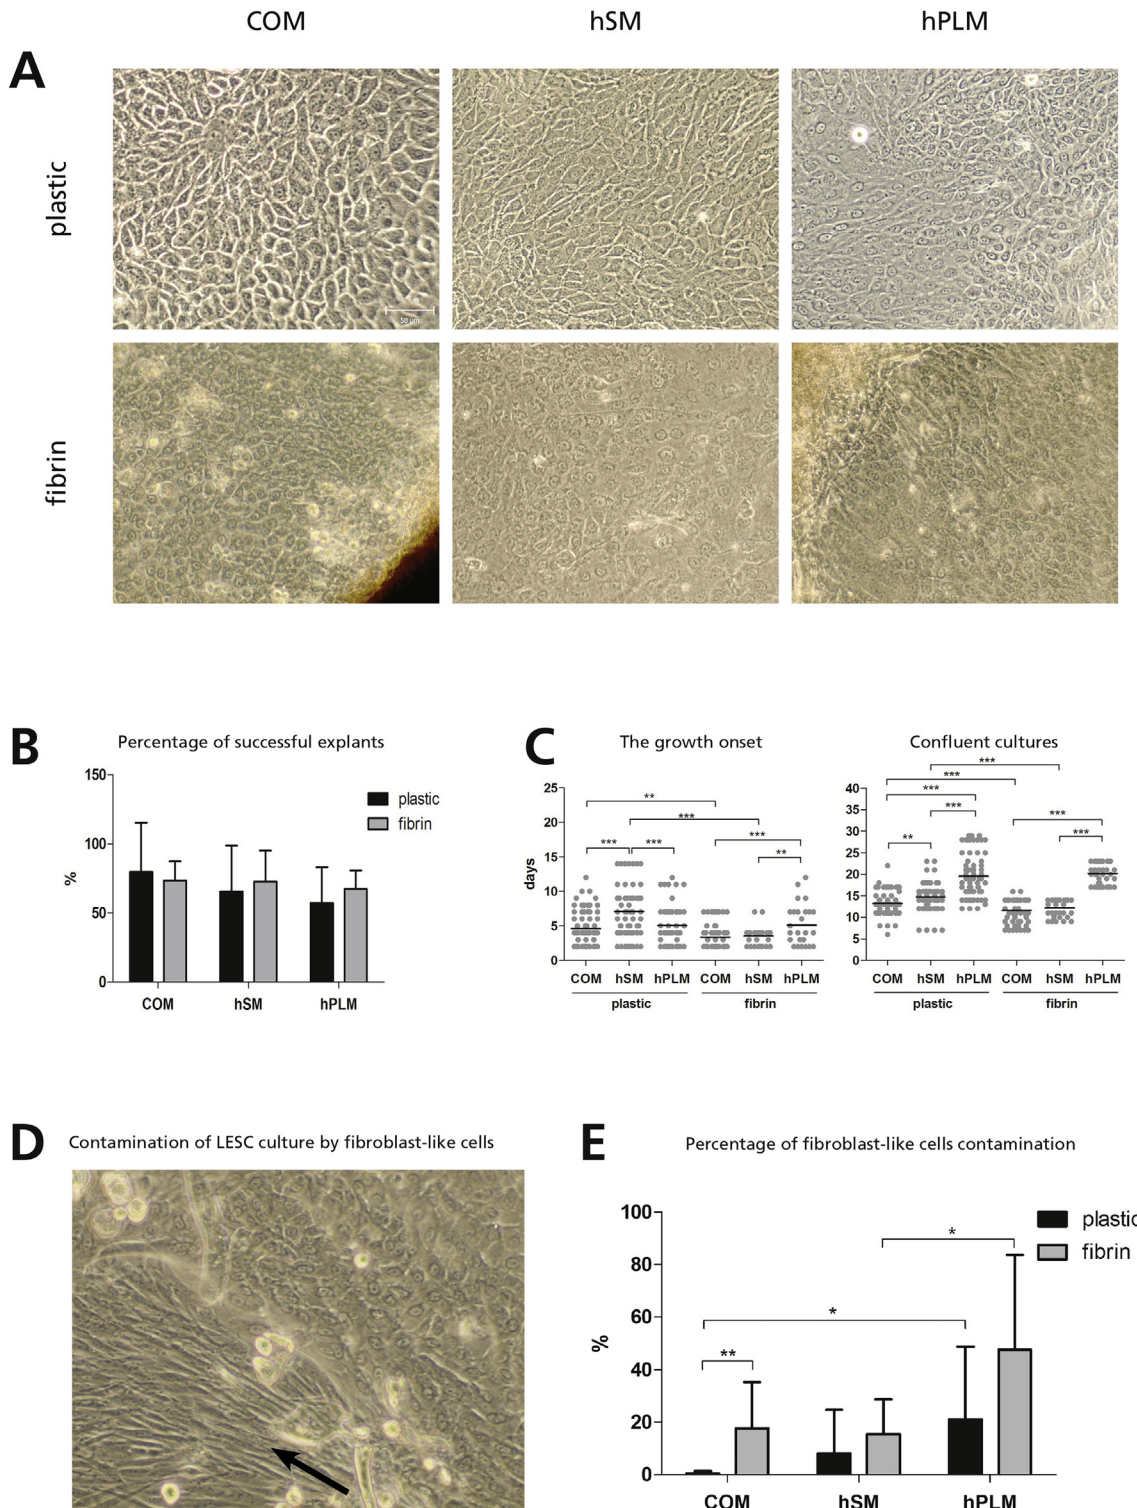 COM hSM hPLM
A
plastic
50 µm
fibrin
B Percentage of successful explants
150
100
50
0
%
plastic
fibrin
COM hSM hPLM
C The growth onset Confluent cultures
25
20
15
10
5
0
days
** *** *** *** *** **
COM hSM hPLM COM hSM hPLM
plastic fibrin
40
35
30
25
20
15
10
5
0
*** *** *** *** ** *** ***
COM hSM hPLM COM hSM hPLM
plastic fibrin
D Contamination of LESC culture by fibroblast-like cells
E Percentage of fibroblast-like cells contamination
100
80
60
40
20
0
%
plastic
fibrin
* * **
COM hSM hPLM